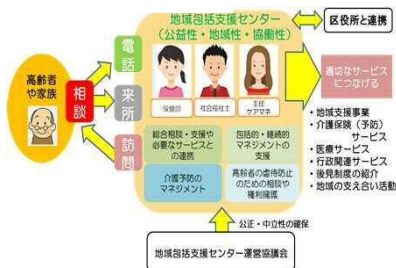 地域包括支援センター
（公益性・地域性・協働性）
区役所と連携
高齢者
や家族
相談
電話
来所
訪問
保健師
社会福祉士
主任
ケアマネ
総合相談・支援や
必要なサービスと
の連携
包括的・継続的
マネジメントの
支援
介護予防の
マネジメント
高齢者の虐待防止
のための相談や
権利擁護
適切なサービス
につなげる
・地域支援事業
・介護保険（予防）
サービス
・医療サービス
・行政関連サービス
・後見制度の紹介
・地域の支え合い活動
公正・中立性の確保
地域包括支援センター運営協議会